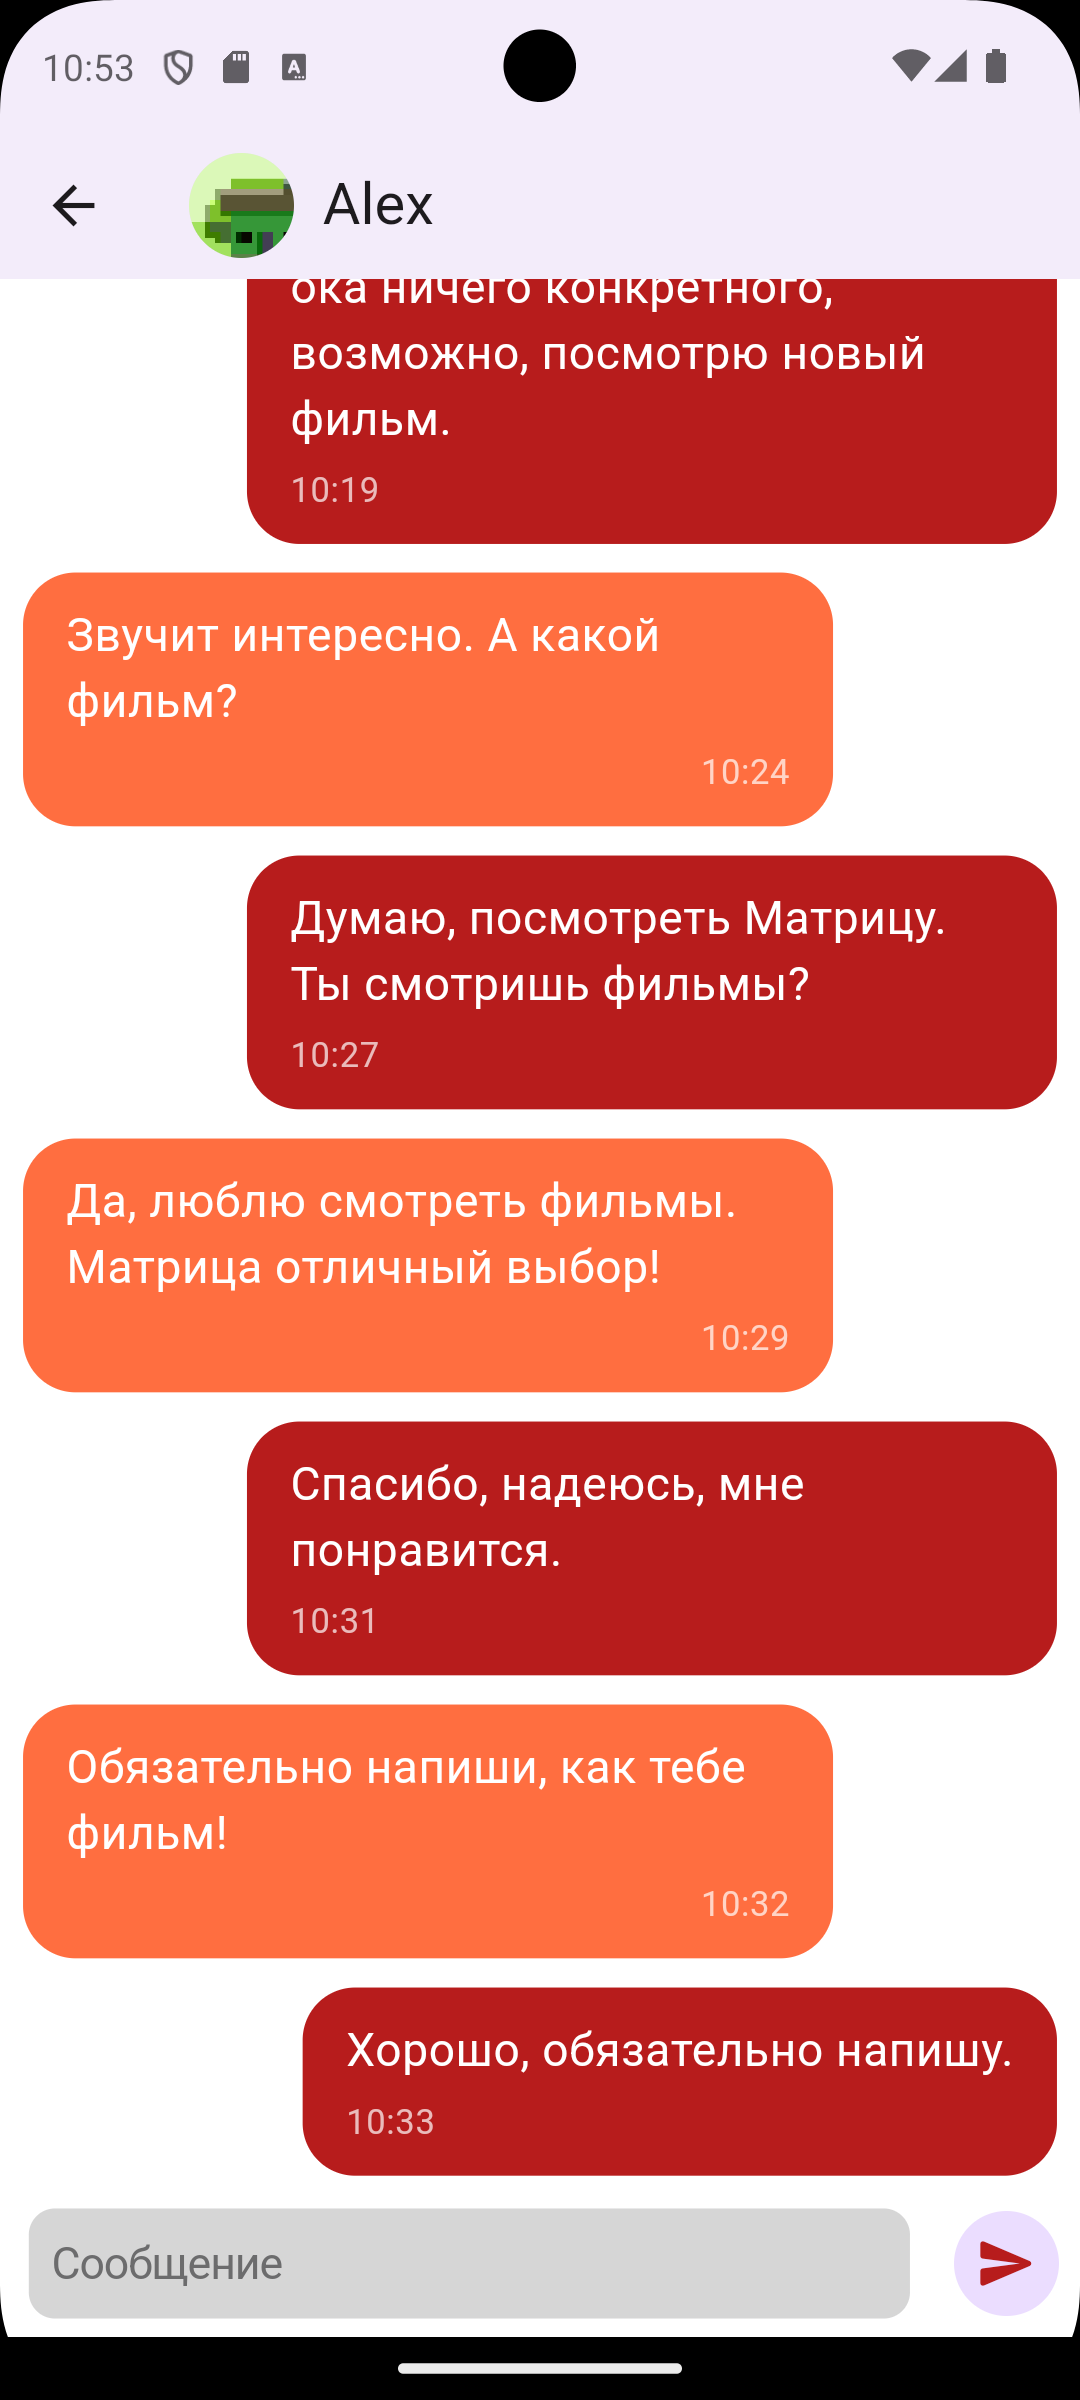 10:53
Alex
ока ничего конкретного,
возможно, посмотрю новый
фильм.
10:19
Звучит интересно. А какой
фильм?
10:24
Думаю, посмотреть Матрицу.
Ты смотришь фильмы?
10:27
Да, люблю смотреть фильмы.
Матрица отличный выбор!
10:29
Спасибо, надеюсь, мне
понравится.
10:31
Обязательно напиши, как тебе
фильм!
10:32
Хорошо, обязательно напишу.
10:33
Сообщение